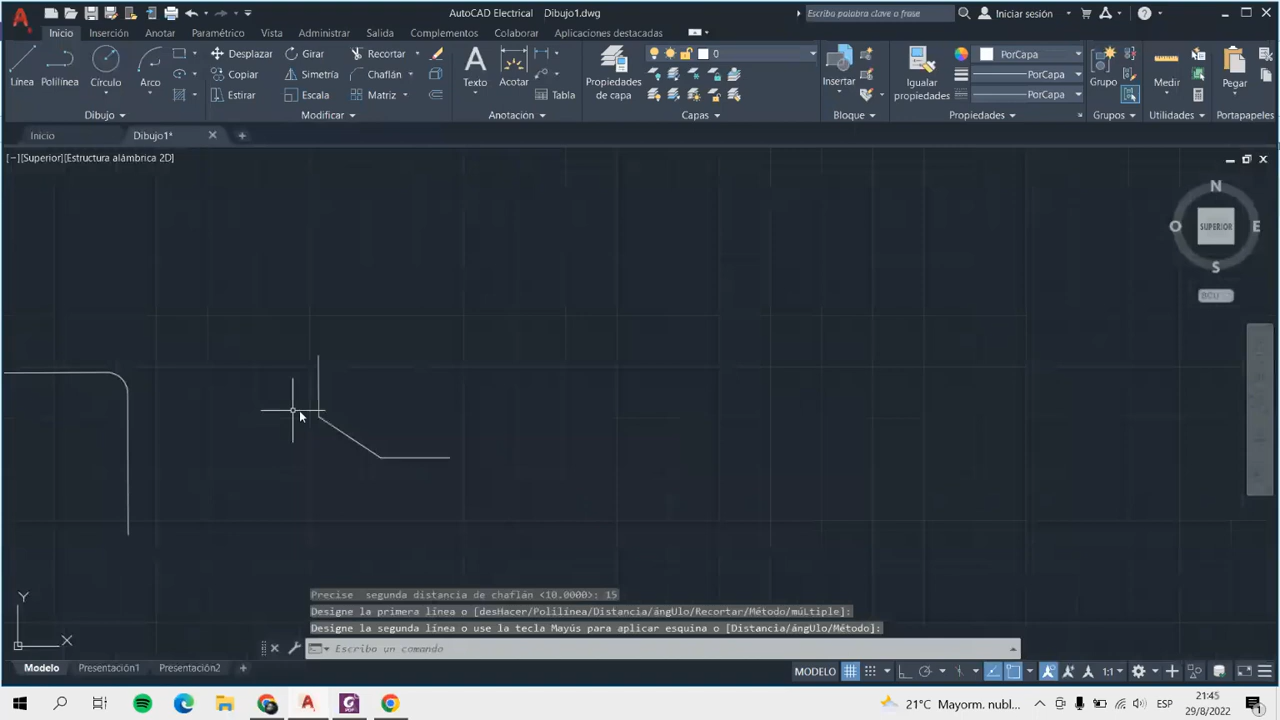 AutoCAD Electrical Dibujo1.dwg
Escriba palabra clave o frase
Iniciar sesión
Inicio Inserción Anotar Paramétrico Vista Administrar Salida Complementos Colaborar Aplicaciones destacadas
Línea Polilínea Círculo Arco
Desplazar Girar Recortar
Copiar Simetría Chaflán
Estirar Escala Matriz
Texto Acotar Tabla
Propiedades de capa
0
Insertar
Igualar propiedades
PorCapa
PorCapa
PorCapa
Grupo Medir Pegar
Dibujo Modificar Anotación Capas Bloque Propiedades Grupos Utilidades Portapapeles
Inicio Dibujo1* +
[−][Superior][Estructura alámbrica 2D]
N
O SUPERIOR E
S
BCU
Y
X
Precise segunda distancia de chaflán <10.0000>: 15
Designe la primera línea o [desHacer/Polilínea/Distancia/ángUlo/Recortar/Método/múLtiple]:
Designe la segunda línea o use la tecla Mayús para aplicar esquina o [Distancia/ángUlo/Método]:
Escriba un comando
Modelo Presentación1 Presentación2 +
MODELO 1:1
21°C Mayorm. nubl... ESP
21:45
29/8/2022
1